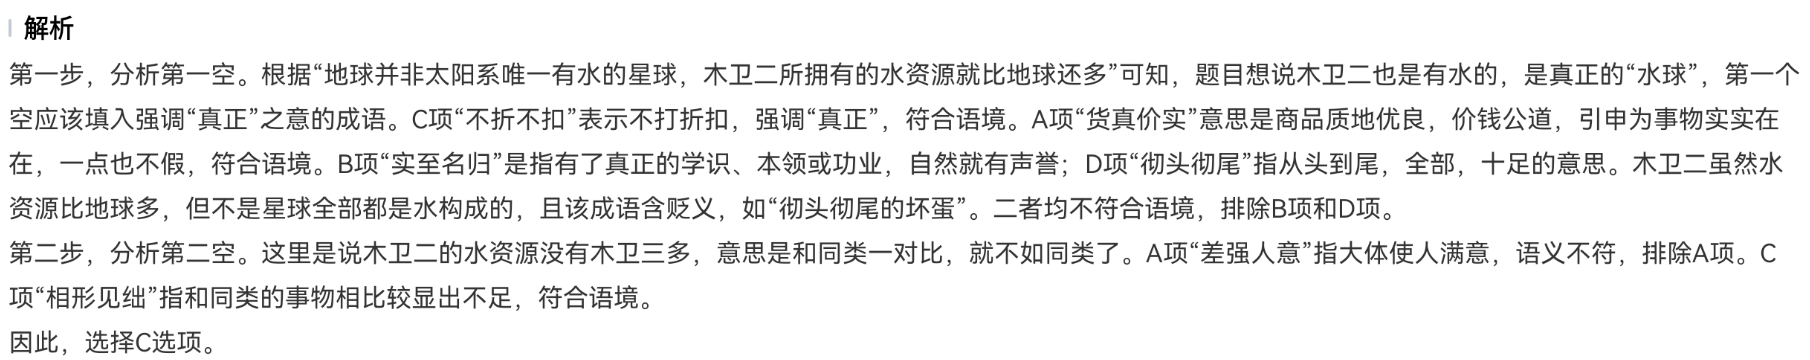 解析
第一步，分析第一空。根据“地球并非太阳系唯一有水的星球，木卫二所拥有的水资源就比地球还多”可知，题目想说木卫二也是有水的，是真正的“水球”，第一个
空应该填入强调“真正”之意的成语。C项“不折不扣”表示不打折扣，强调“真正”，符合语境。A项“货真价实”意思是商品质地优良，价钱公道，引申为事物实实在
在，一点也不假，符合语境。B项“实至名归”是指有了真正的学识、本领或功业，自然就有声誉；D项“彻头彻尾”指从头到尾，全部，十足的意思。木卫二虽然水
资源比地球多，但不是星球全部都是水构成的，且该成语含贬义，如“彻头彻尾的坏蛋”。二者均不符合语境，排除B项和D项。
第二步，分析第二空。这里是说木卫二的水资源没有木卫三多，意思是和同类一对比，就不如同类了。A项“差强人意”指大体使人满意，语义不符，排除A项。C
项“相形见绌”指和同类的事物相比较显出不足，符合语境。
因此，选择C选项。